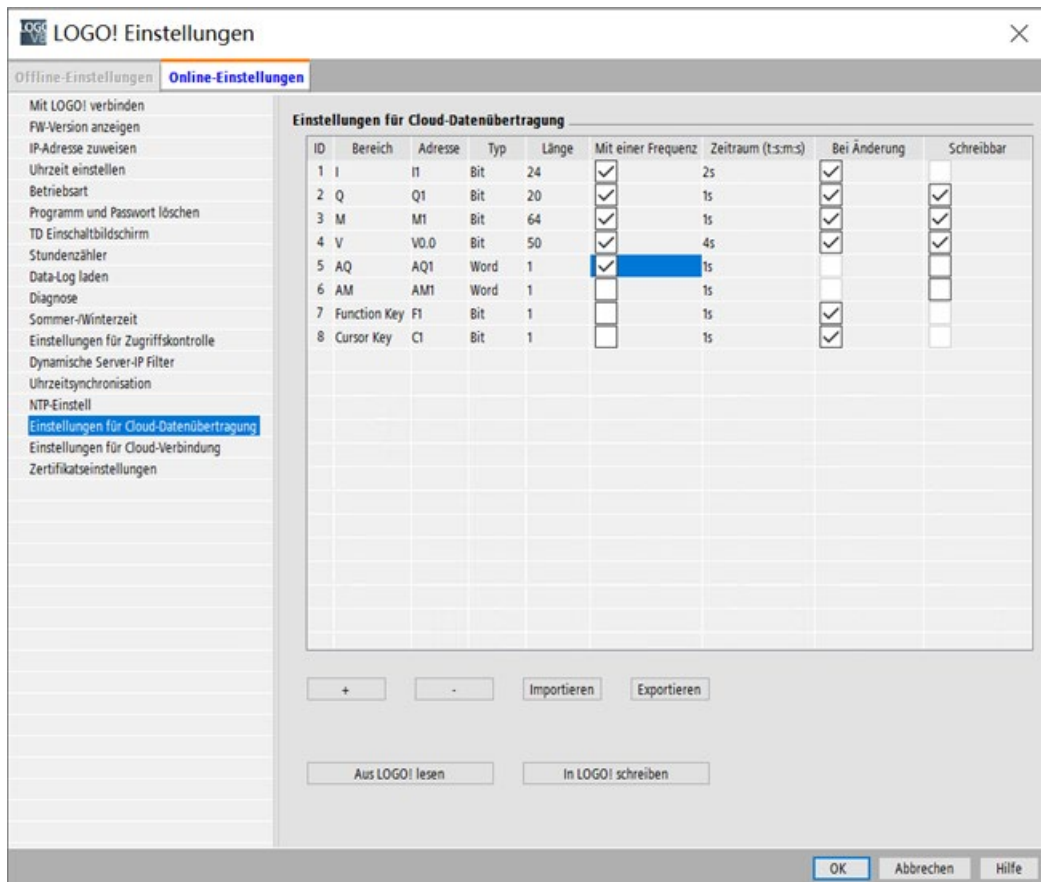 LOGO! Einstellungen
Offline-Einstellungen Online-Einstellungen
Mit LOGO! verbinden
FW-Version anzeigen
IP-Adresse zuweisen
Uhrzeit einstellen
Betriebsart
Programm und Passwort löschen
TD Einschaltbildschirm
Stundenzähler
Data-Log laden
Diagnose
Sommer-/Winterzeit
Einstellungen für Zugriffskontrolle
Dynamische Server-IP Filter
Uhrzeitsynchronisation
NTP-Einstell
Einstellungen für Cloud-Datenübertragung
Einstellungen für Cloud-Verbindung
Zertifikatseinstellungen
Einstellungen für Cloud-Datenübertragung
ID Bereich Adresse Typ Länge Mit einer Frequenz Zeitraum (t:s:m:s) Bei Änderung Schreibbar
1 I I1 Bit 24 2s
2 Q Q1 Bit 20 1s
3 M M1 Bit 64 1s
4 V V0.0 Bit 50 4s
5 AQ AQ1 Word 1 1s
6 AM AM1 Word 1 1s
7 Function Key F1 Bit 1 1s
8 Cursor Key C1 Bit 1 1s
+ - Importieren Exportieren
Aus LOGO! lesen In LOGO! schreiben
OK Abbrechen Hilfe